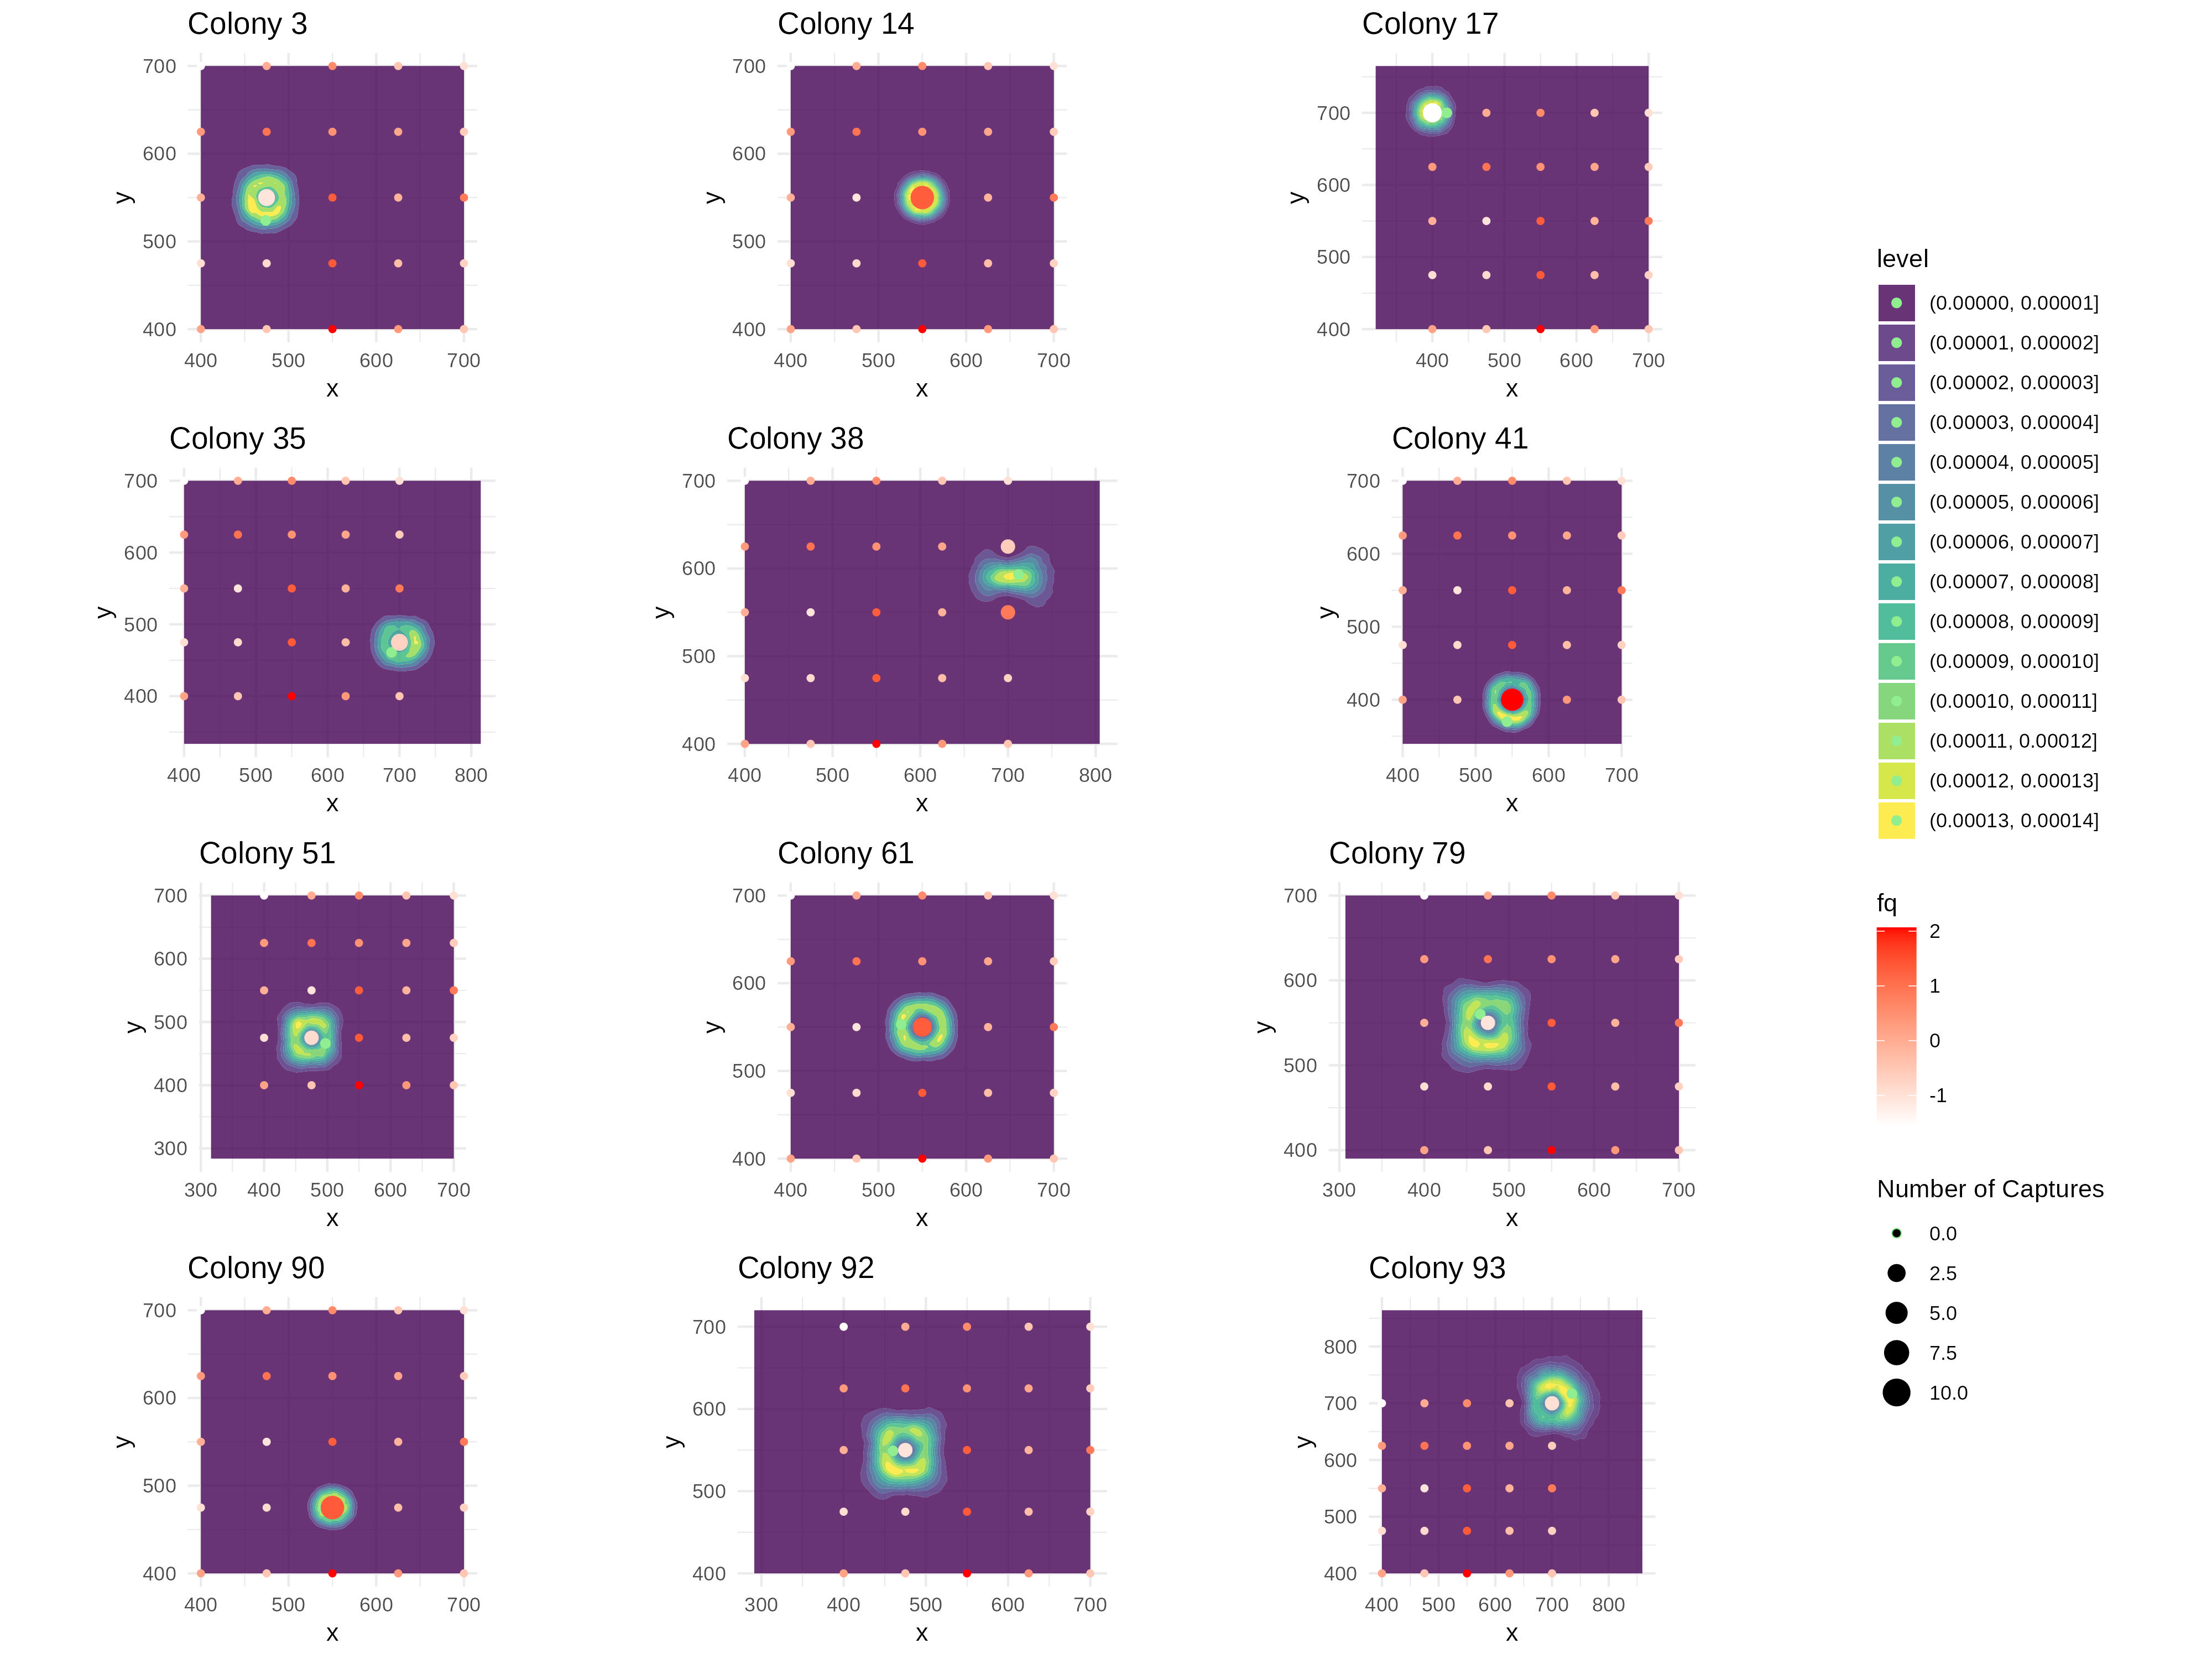 Colony 3
Colony 14
Colony 17
700
600
500
400
y
400 500 600 700
x
700
600
500
400
y
400 500 600 700
x
700
600
500
400
y
400 500 600 700
x
Colony 35
Colony 38
Colony 41
700
600
500
400
y
400 500 600 700 800
x
700
600
500
400
y
400 500 600 700 800
x
700
600
500
400
y
400 500 600 700
x
Colony 51
Colony 61
Colony 79
700
600
500
400
300
y
300 400 500 600 700
x
700
600
500
400
y
400 500 600 700
x
700
600
500
400
y
300 400 500 600 700
x
Colony 90
Colony 92
Colony 93
700
600
500
400
y
400 500 600 700
x
700
600
500
400
y
300 400 500 600 700
x
800
700
600
500
400
y
400 500 600 700 800
x
level
(0.00000, 0.00001]
(0.00001, 0.00002]
(0.00002, 0.00003]
(0.00003, 0.00004]
(0.00004, 0.00005]
(0.00005, 0.00006]
(0.00006, 0.00007]
(0.00007, 0.00008]
(0.00008, 0.00009]
(0.00009, 0.00010]
(0.00010, 0.00011]
(0.00011, 0.00012]
(0.00012, 0.00013]
(0.00013, 0.00014]
fq
2
1
0
-1
Number of Captures
0.0
2.5
5.0
7.5
10.0